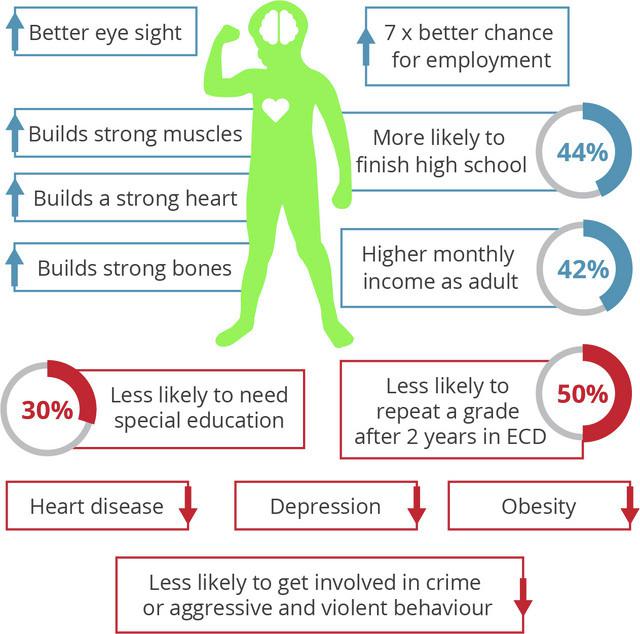 Better eye sight
7 x better chance
for employment
Builds strong muscles
More likely to
finish high school
44%
Builds a strong heart
Builds strong bones
Higher monthly
income as adult
42%
30%
Less likely to need
special education
Less likely to
repeat a grade
after 2 years in ECD
50%
Heart disease
Depression
Obesity
Less likely to get involved in crime
or aggressive and violent behaviour